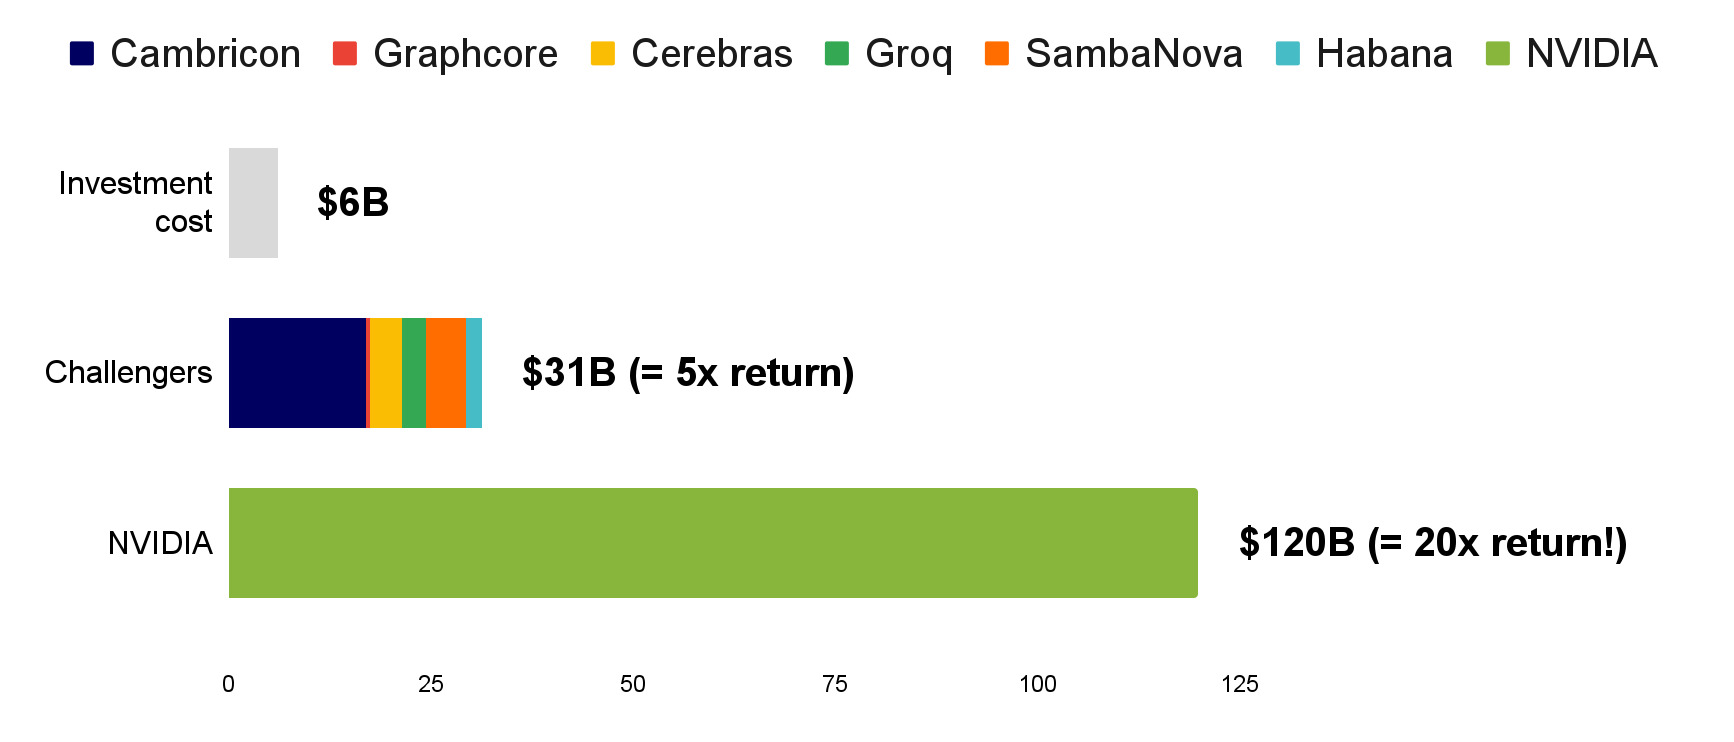 Cambricon Graphcore Cerebras Groq SambaNova Habana NVIDIA
Investment
cost
$6B
Challengers
$31B (= 5x return)
NVIDIA
$120B (= 20x return!)
0 25 50 75 100 125